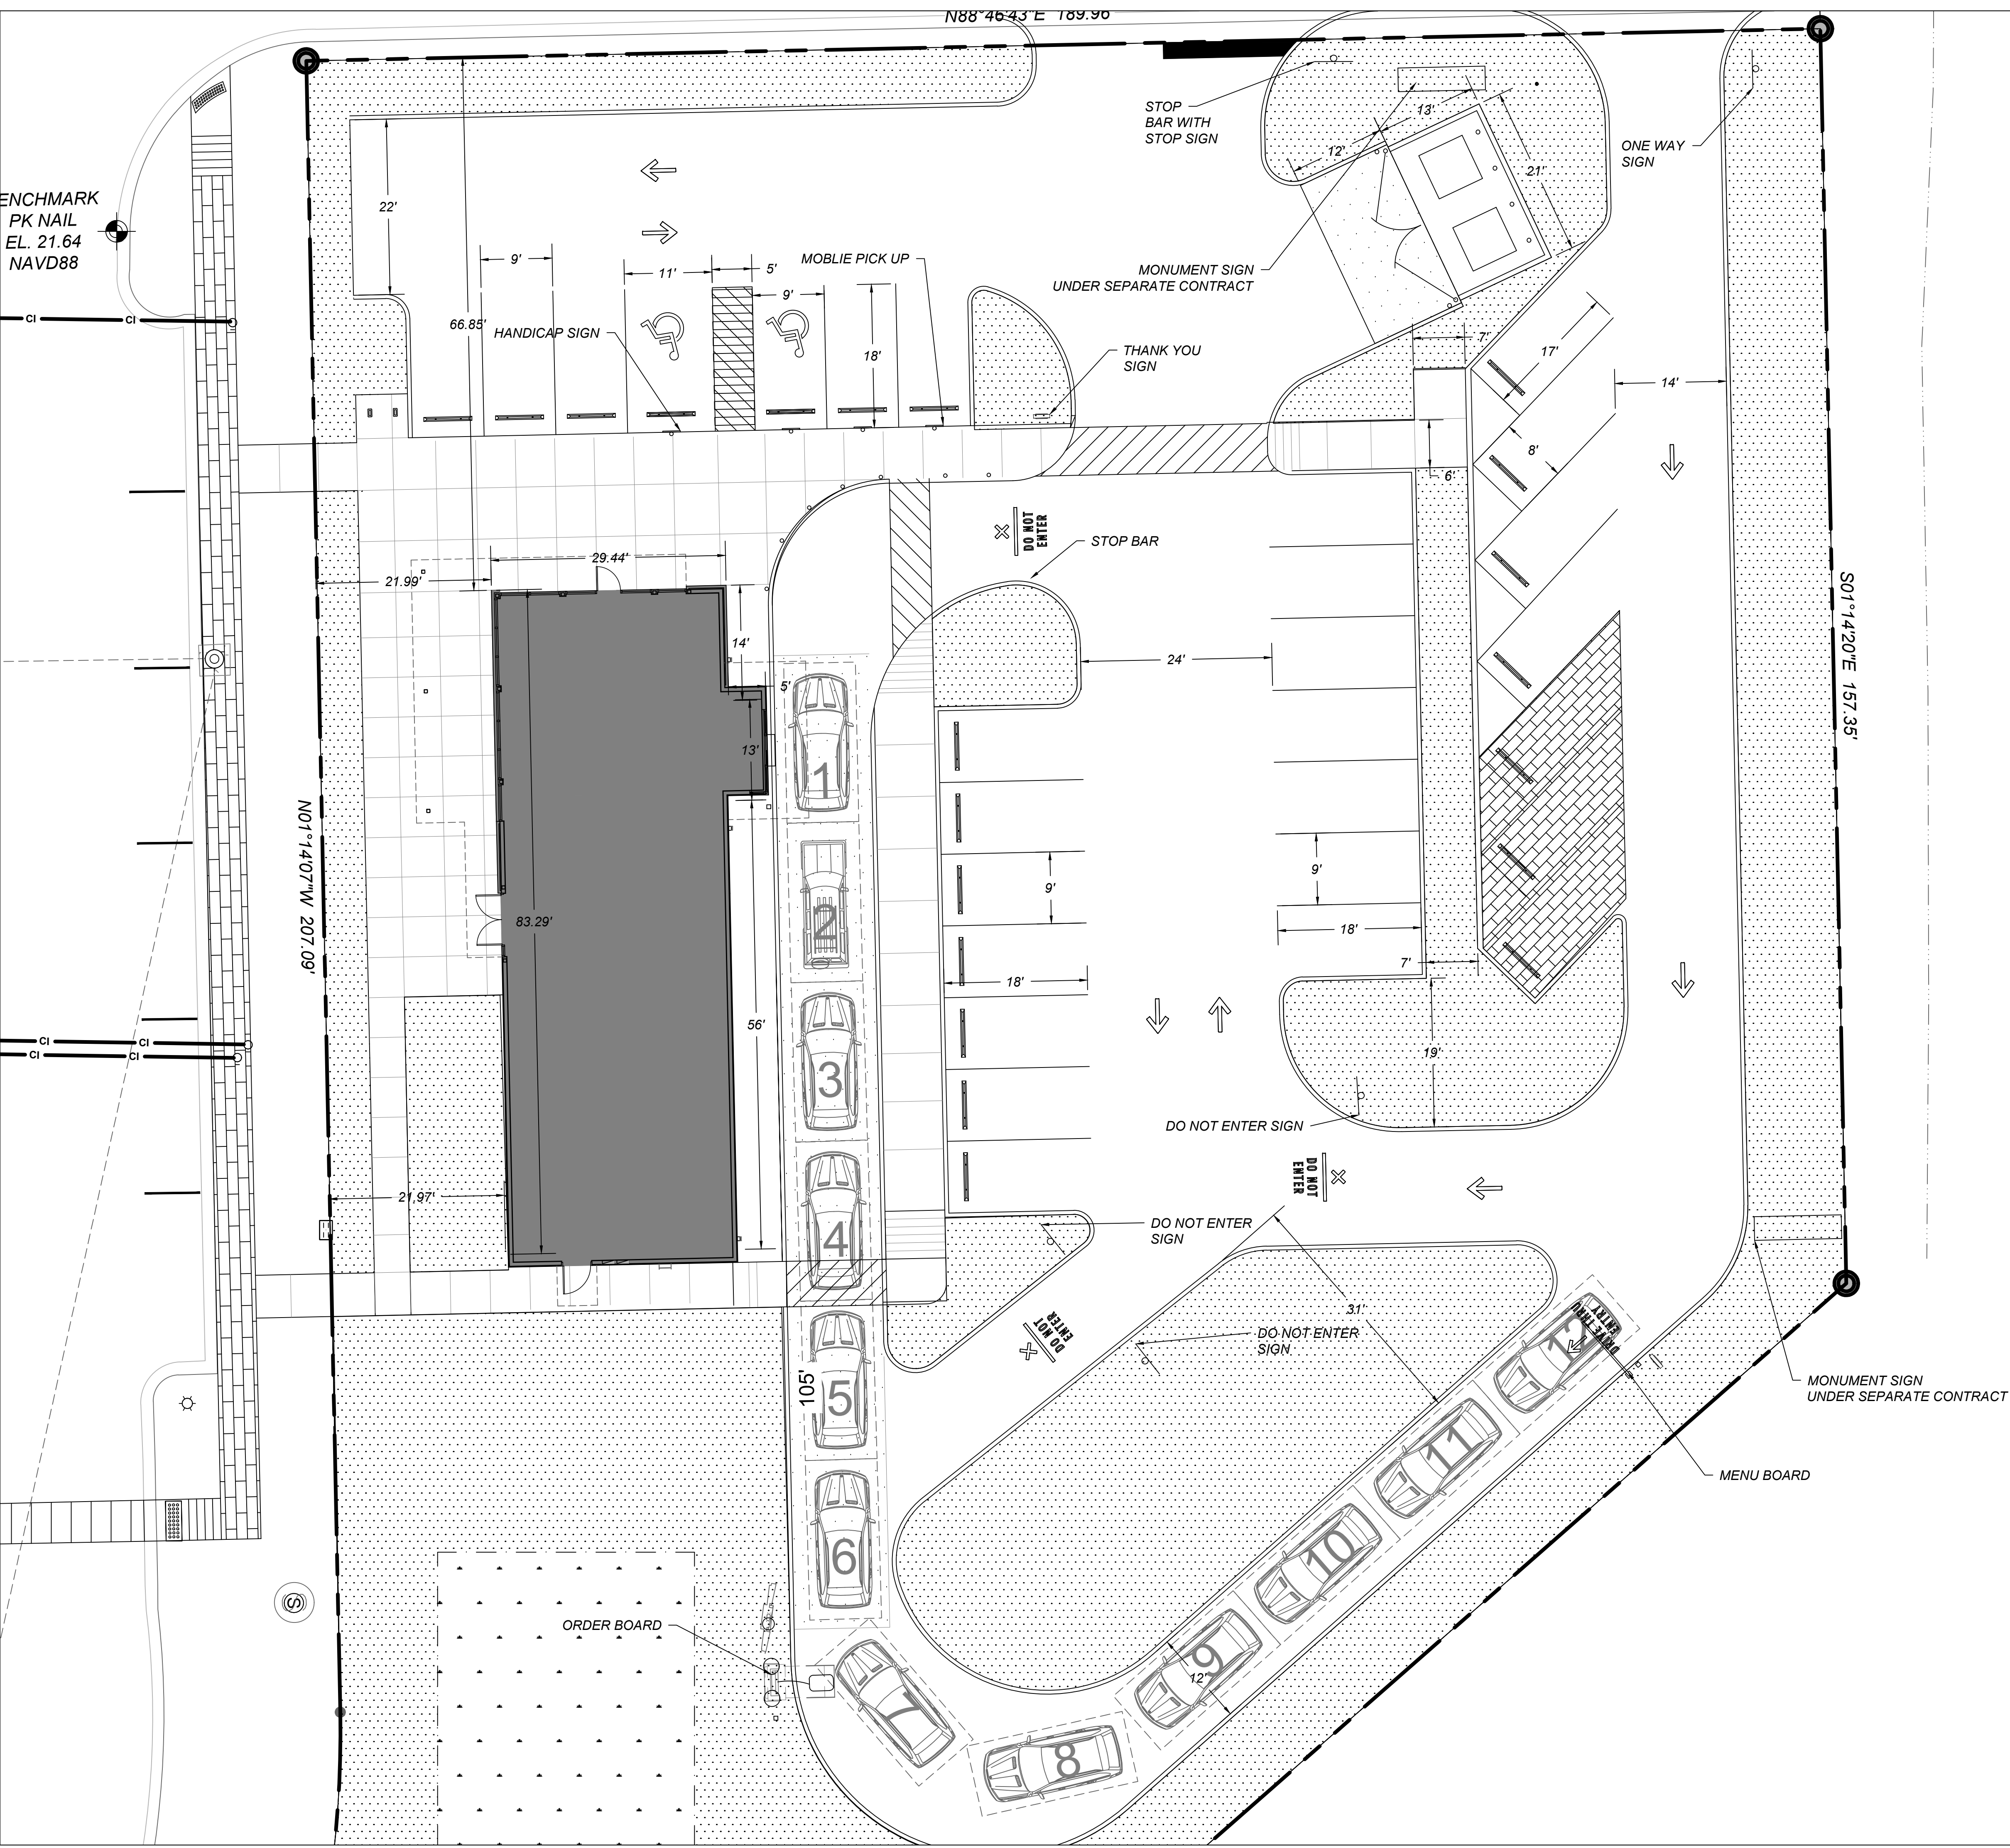 N88°46'43"E 189.96
ENCHMARK
PK NAIL
EL. 21.64
NAVD88
STOP
BAR WITH
STOP SIGN
13'
12'
21'
ONE WAY
SIGN
22'
9'
11'
5'
9'
MOBLIE PICK UP
MONUMENT SIGN
UNDER SEPARATE CONTRACT
66.85'
HANDICAP SIGN
18'
THANK YOU
SIGN
7'
17'
14'
8'
6'
CI
CI
DO NOT
ENTER
STOP BAR
29.44'
21.99'
14'
24'
5'
13'
S01°14'20"E 157.35'
N01°14'07"W 207.09'
83.29'
9'
9'
18'
18'
7'
56'
19'
1
2
3
4
5
6
7
8
9
10
11
12
CI
CI
CI
CI
DO NOT ENTER SIGN
DO NOT
ENTER
21.97'
DO NOT ENTER
SIGN
DO NOT
ENTER
31'
DO NOT ENTER
SIGN
DRIVE THRU
ENTRY
105'
MONUMENT SIGN
UNDER SEPARATE CONTRACT
MENU BOARD
ORDER BOARD
12'
S